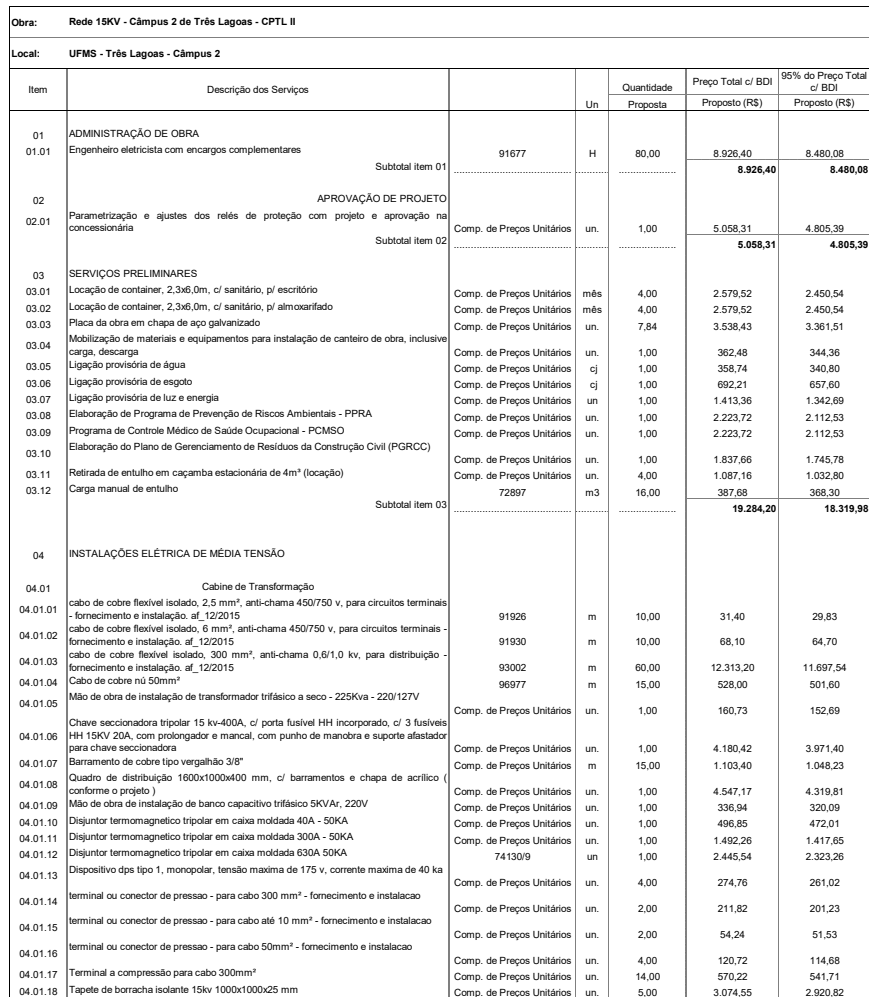 Obra: Rede 15KV - Câmpus 2 de Três Lagoas - CPTL II
Local: UFMS - Três Lagoas - Câmpus 2
Item Descrição dos Serviços Un Quantidade Proposta Preço Total c/ BDI Proposto (R$) 95% do Preço Total c/ BDI Proposto (R$)
01 ADMINISTRAÇÃO DE OBRA
01.01 Engenheiro eletricista com encargos complementares 91677 H 80,00 8.926,40 8.480,08
Subtotal item 01 8.926,40 8.480,08
02 APROVAÇÃO DE PROJETO
02.01 Parametrização e ajustes dos relés de proteção com projeto e aprovação na
concessionária Comp. de Preços Unitários un. 1,00 5.058,31 4.805,39
Subtotal item 02 5.058,31 4.805,39
03 SERVIÇOS PRELIMINARES
03.01 Locação de container, 2,3x6,0m, c/ sanitário, p/ escritório Comp. de Preços Unitários mês 4,00 2.579,52 2.450,54
03.02 Locação de container, 2,3x6,0m, c/ sanitário, p/ almoxarifado Comp. de Preços Unitários mês 4,00 2.579,52 2.450,54
03.03 Placa da obra em chapa de aço galvanizado Comp. de Preços Unitários un. 7,84 3.538,43 3.361,51
03.04 Mobilização de materiais e equipamentos para instalação de canteiro de obra, inclusive
carga, descarga Comp. de Preços Unitários un. 1,00 362,48 344,36
03.05 Ligação provisória de água Comp. de Preços Unitários cj 1,00 358,74 340,80
03.06 Ligação provisória de esgoto Comp. de Preços Unitários cj 1,00 692,21 657,60
03.07 Ligação provisória de luz e energia Comp. de Preços Unitários un 1,00 1.413,36 1.342,69
03.08 Elaboração de Programa de Prevenção de Riscos Ambientais - PPRA Comp. de Preços Unitários un. 1,00 2.223,72 2.112,53
03.09 Programa de Controle Médico de Saúde Ocupacional - PCMSO Comp. de Preços Unitários un. 1,00 2.223,72 2.112,53
03.10 Elaboração do Plano de Gerenciamento de Resíduos da Construção Civil (PGRCC) Comp. de Preços Unitários un. 1,00 1.837,66 1.745,78
03.11 Retirada de entulho em caçamba estacionária de 4m³ (locação) Comp. de Preços Unitários un. 4,00 1.087,16 1.032,80
03.12 Carga manual de entulho 72897 m3 16,00 387,68 368,30
Subtotal item 03 19.284,20 18.319,98
04 INSTALAÇÕES ELÉTRICA DE MÉDIA TENSÃO
04.01 Cabine de Transformação
04.01.01 cabo de cobre flexível isolado, 2,5 mm², anti-chama 450/750 v, para circuitos terminais
- fornecimento e instalação. af_12/2015 91926 m 10,00 31,40 29,83
04.01.02 cabo de cobre flexível isolado, 6 mm², anti-chama 450/750 v, para circuitos terminais -
fornecimento e instalação. af_12/2015 91930 m 10,00 68,10 64,70
04.01.03 cabo de cobre flexível isolado, 300 mm², anti-chama 0,6/1,0 kv, para distribuição -
fornecimento e instalação. af_12/2015 93002 m 60,00 12.313,20 11.697,54
04.01.04 Cabo de cobre nú 50mm² 96977 m 15,00 528,00 501,60
04.01.05 Mão de obra de instalação de transformador trifásico a seco - 225Kva - 220/127V Comp. de Preços Unitários un. 1,00 160,73 152,69
04.01.06 Chave seccionadora tripolar 15 kv-400A, c/ porta fusível HH incorporado, c/ 3 fusíveis
HH 15KV 20A, com prolongador e mancal, com punho de manobra e suporte afastador
para chave seccionadora Comp. de Preços Unitários un. 1,00 4.180,42 3.971,40
04.01.07 Barramento de cobre tipo vergalhão 3/8" Comp. de Preços Unitários m 15,00 1.103,40 1.048,23
04.01.08 Quadro de distribuição 1600x1000x400 mm, c/ barramentos e chapa de acrílico (
conforme o projeto ) Comp. de Preços Unitários un. 1,00 4.547,17 4.319,81
04.01.09 Mão de obra de instalação de banco capacitivo trifásico 5KVAr, 220V Comp. de Preços Unitários un. 1,00 336,94 320,09
04.01.10 Disjuntor termomagnetico tripolar em caixa moldada 40A - 50KA Comp. de Preços Unitários un. 1,00 496,85 472,01
04.01.11 Disjuntor termomagnetico tripolar em caixa moldada 300A - 50KA Comp. de Preços Unitários un. 1,00 1.492,26 1.417,65
04.01.12 Disjuntor termomagnetico tripolar em caixa moldada 630A 50KA 74130/9 un 1,00 2.445,54 2.323,26
04.01.13 Dispositivo dps tipo 1, monopolar, tensão maxima de 175 v, corrente maxima de 40 ka Comp. de Preços Unitários un. 4,00 274,76 261,02
04.01.14 terminal ou conector de pressao - para cabo 300 mm² - fornecimento e instalacao Comp. de Preços Unitários un. 2,00 211,82 201,23
04.01.15 terminal ou conector de pressao - para cabo até 10 mm² - fornecimento e instalacao Comp. de Preços Unitários un. 2,00 54,24 51,53
04.01.16 terminal ou conector de pressao - para cabo 50mm² - fornecimento e instalacao Comp. de Preços Unitários un. 4,00 120,72 114,68
04.01.17 Terminal a compressão para cabo 300mm² Comp. de Preços Unitários un. 14,00 570,22 541,71
04.01.18 Tapete de borracha isolante 15kv 1000x1000x25 mm Comp. de Preços Unitários un. 5,00 3.074,55 2.920,82